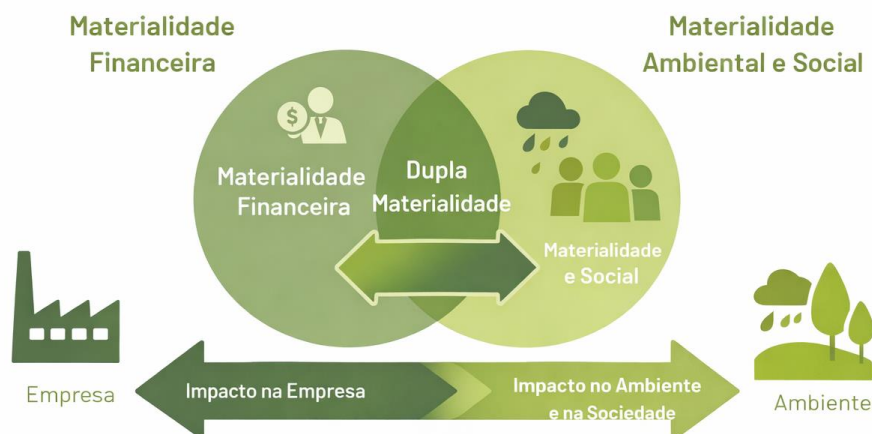 Materialidade
Financeira
Materialidade
Ambiental e Social
$
Materialidade
Financeira
Dupla
Materialidade
Materialidade
e Social
Empresa
Impacto na Empresa
Impacto no Ambiente
e na Sociedade
Ambiente